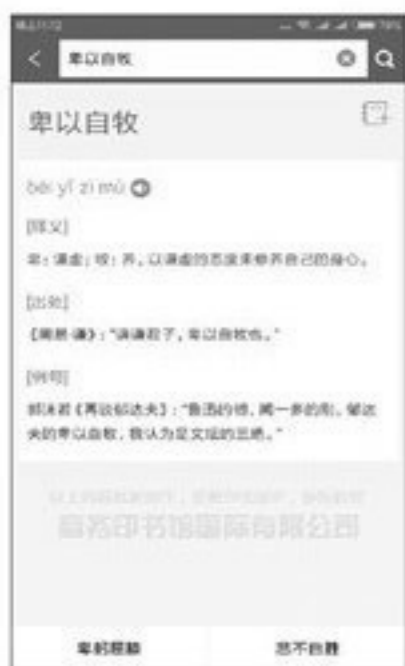 卑以自牧
卑以自牧
bēi yǐ zì mù
[释义]
卑：谦虚；牧：养。以谦虚的态度来修养自己的身心。
[出处]
《周易·谦》：“谦谦君子，卑以自牧也。”
[例句]
郭沫若《再谈郁达夫》：“鲁迅的韧，闻一多的刚，郁达
夫的卑以自牧，我认为是文坛的三绝。”
商务印书馆国际有限公司
卑躬屈膝
悲不自胜